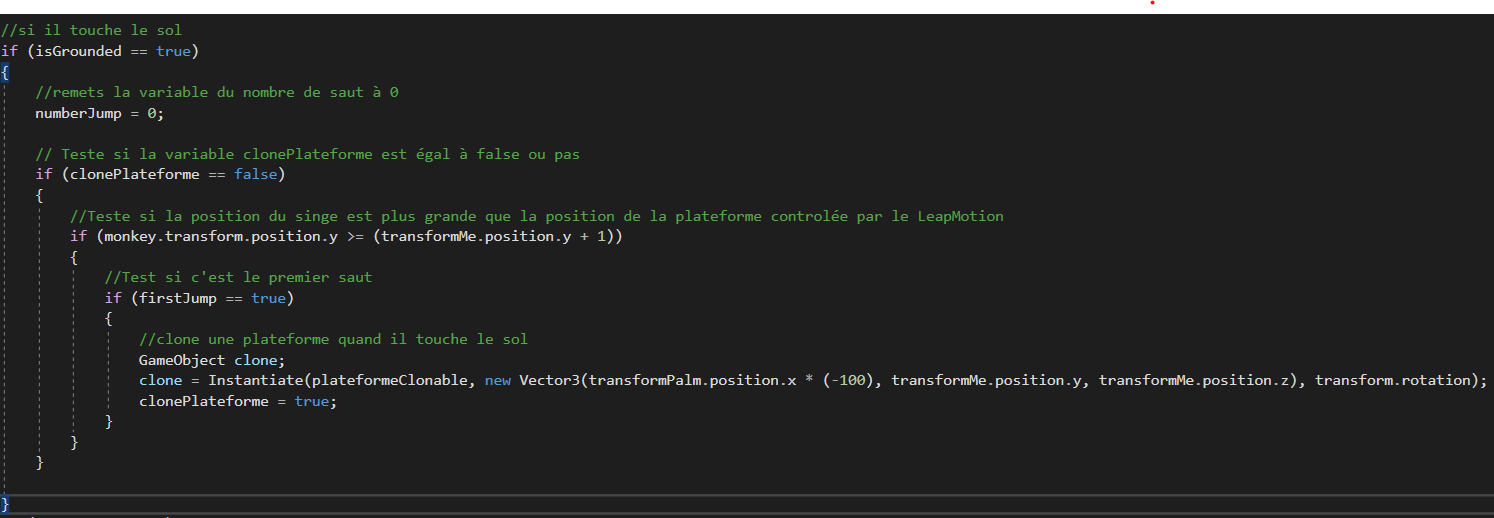 //si il touche le sol
if (isGrounded == true)
{
//remets la variable du nombre de saut à 0
numberJump = 0;
// Teste si la variable clonePlateforme est égal à false ou pas
if (clonePlateforme == false)
{
//Teste si la position du singe est plus grande que la position de la plateforme controlée par le LeapMotion
if (monkey.transform.position.y >= (transformMe.position.y + 1))
{
//Test si c'est le premier saut
if (firstJump == true)
{
//clone une plateforme quand il touche le sol
GameObject clone;
clone = Instantiate(plateformeClonable, new Vector3(transformPalm.position.x * (-100), transformMe.position.y, transformMe.position.z), transform.rotation);
clonePlateforme = true;
}
}
}
}